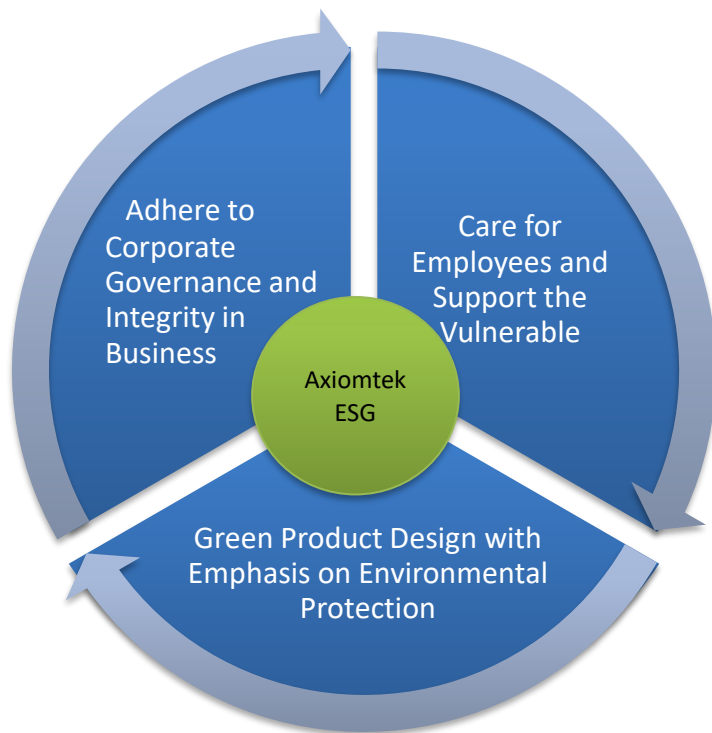 Adhere to
Corporate
Governance and
Integrity in
Business
Care for
Employees and
Support the
Vulnerable
Axiomtek
ESG
Green Product Design with
Emphasis on Environmental
Protection